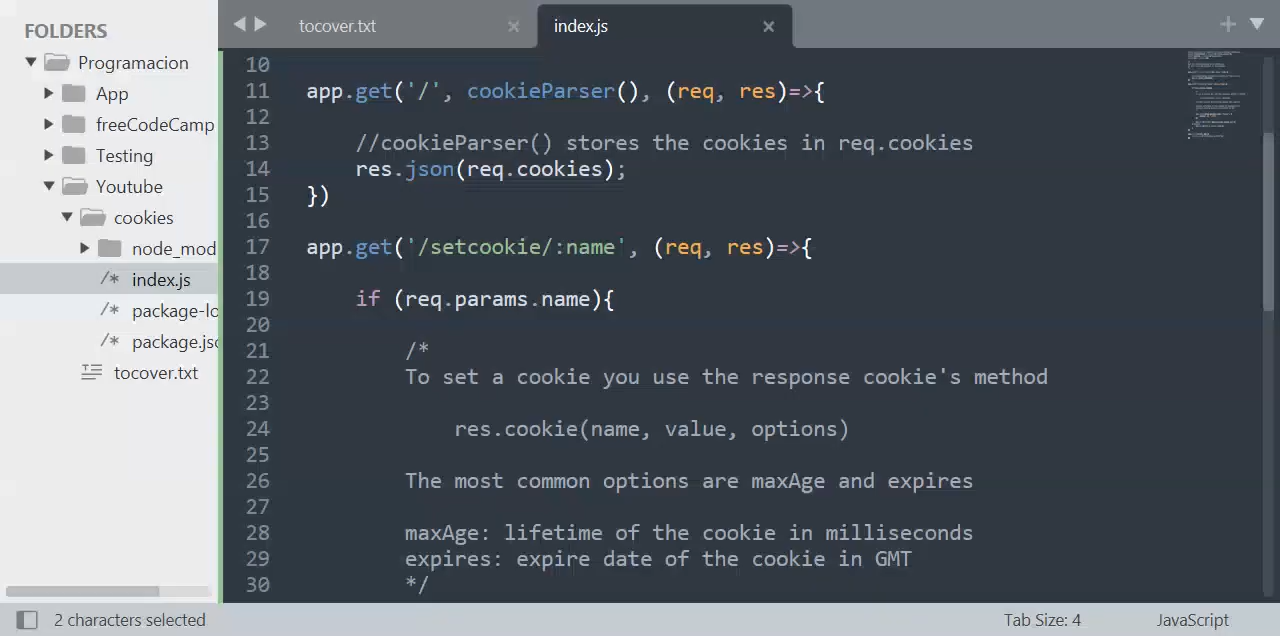 FOLDERS
Programacion
App
freeCodeCamp
Testing
Youtube
cookies
node_mod
/* index.js
/* package-lo
/* package.jso
tocover.txt
tocover.txt ×
index.js ×
10
11 app.get('/', cookieParser(), (req, res)=>{
12
13 //cookieParser() stores the cookies in req.cookies
14 res.json(req.cookies);
15 })
16
17 app.get('/setcookie/:name', (req, res)=>{
18
19 if (req.params.name){
20
21 /*
22 To set a cookie you use the response cookie's method
23
24 res.cookie(name, value, options)
25
26 The most common options are maxAge and expires
27
28 maxAge: lifetime of the cookie in milliseconds
29 expires: expire date of the cookie in GMT
30 */
2 characters selected
Tab Size: 4
JavaScript